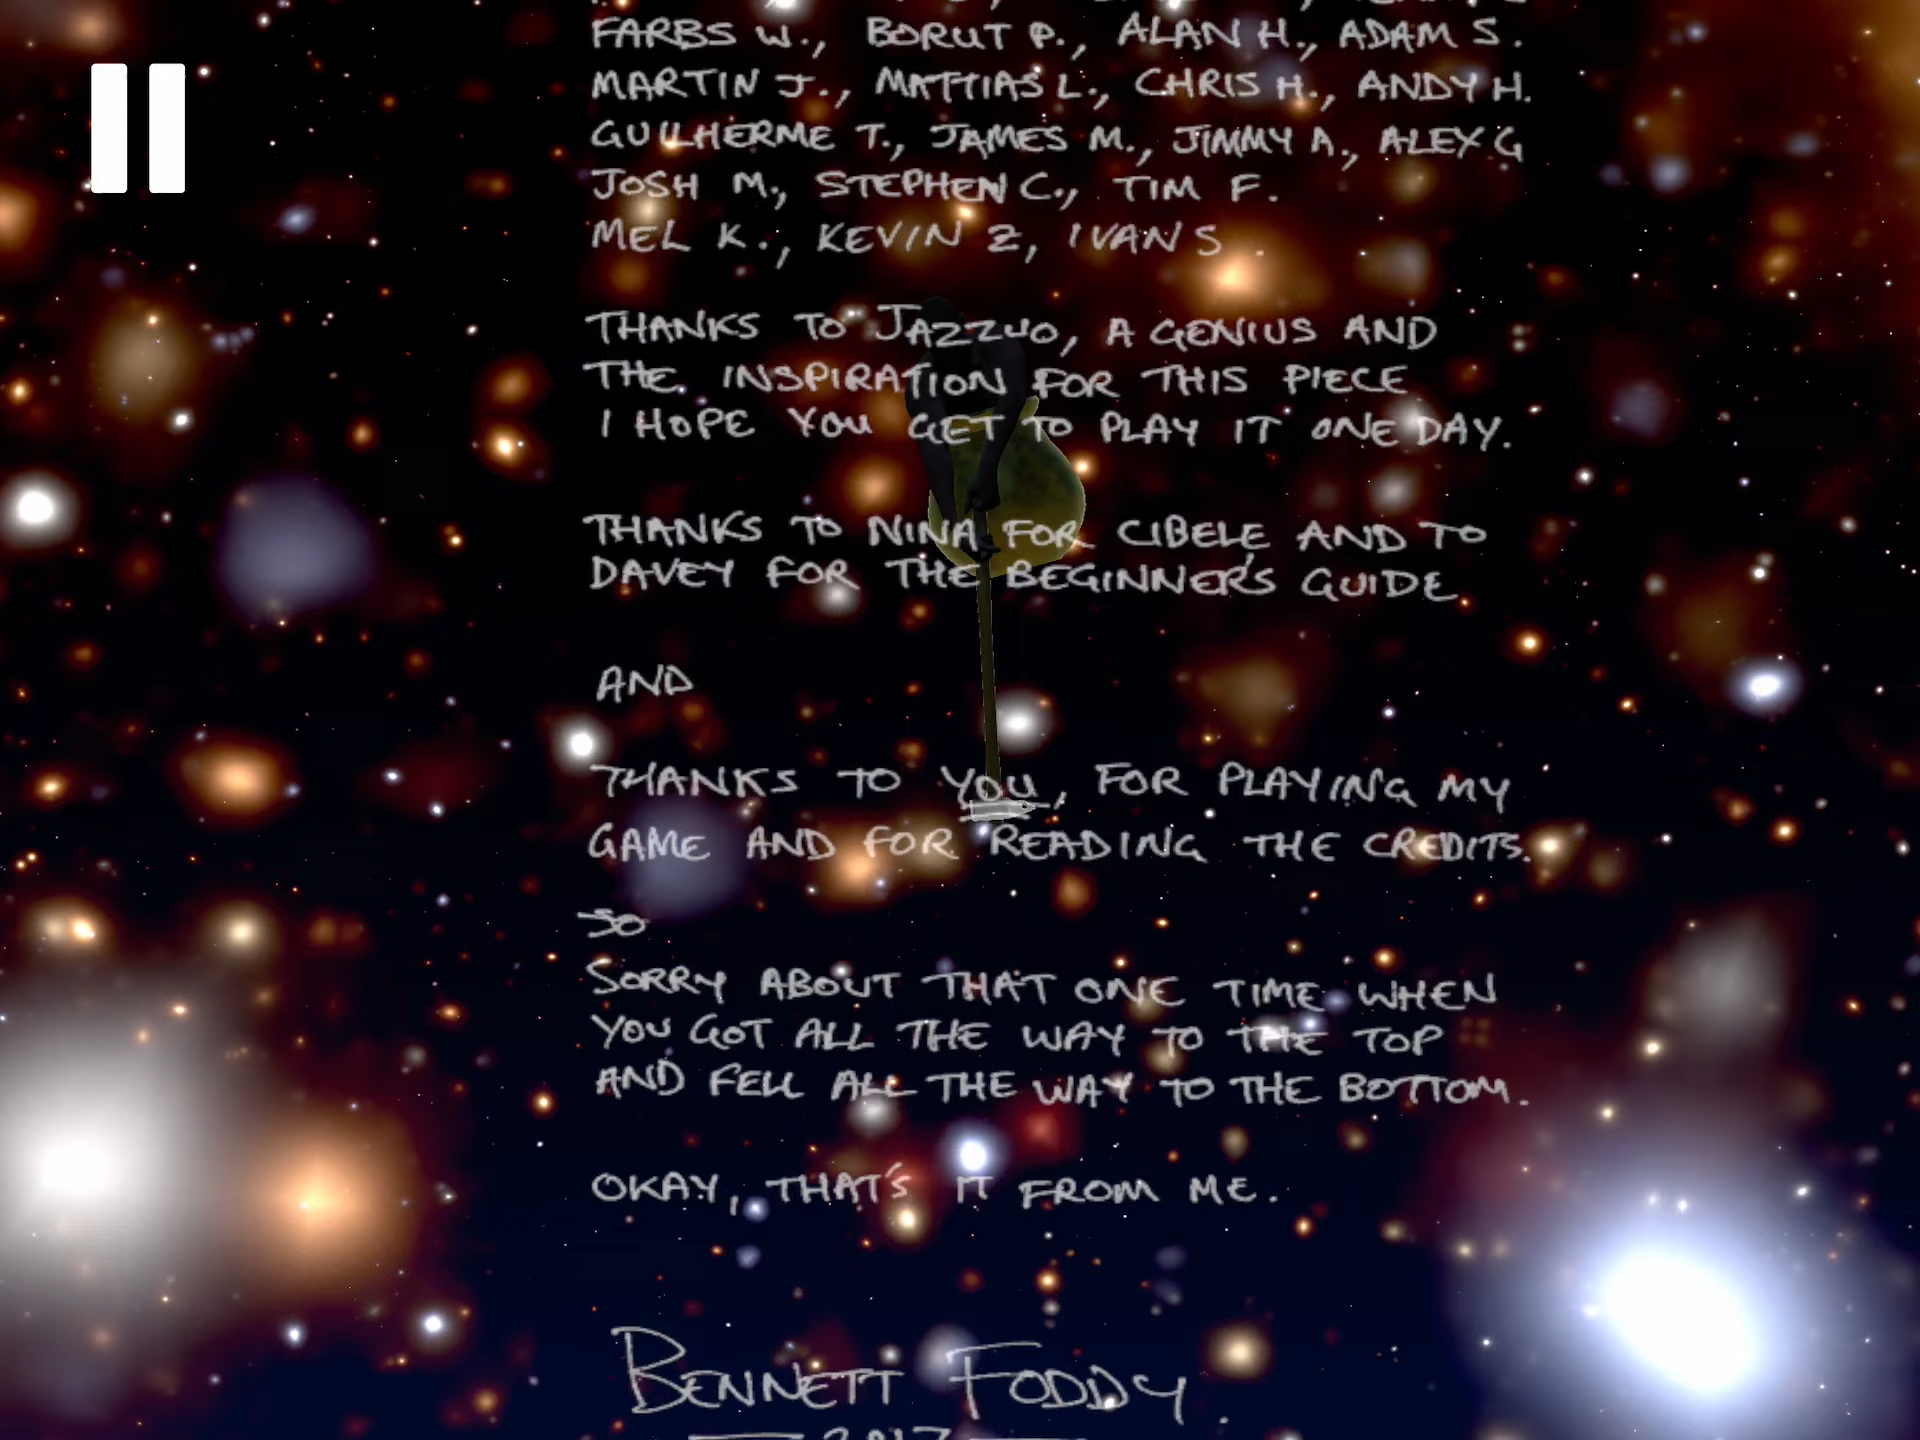 FARBS W., BORUT P., ALAN H., ADAM S.
MARTIN J., MATTIAS L., CHRIS H., ANDY H.
GUILHERME T., JAMES M., JIMMY A., ALEX G
JOSH M., STEPHEN C., TIM F.
MEL K., KEVIN Z, IVAN S.
THANKS TO JAZZUO, A GENIUS AND
THE INSPIRATION FOR THIS PIECE
I HOPE YOU GET TO PLAY IT ONE DAY.
THANKS TO NINA FOR CIBELE AND TO
DAVEY FOR THE BEGINNER'S GUIDE
AND
THANKS TO YOU, FOR PLAYING MY
GAME AND FOR READING THE CREDITS.
SO
SORRY ABOUT THAT ONE TIME WHEN
YOU GOT ALL THE WAY TO THE TOP
AND FELL ALL THE WAY TO THE BOTTOM.
OKAY, THAT'S IT FROM ME.
BENNETT FODDY.
2017